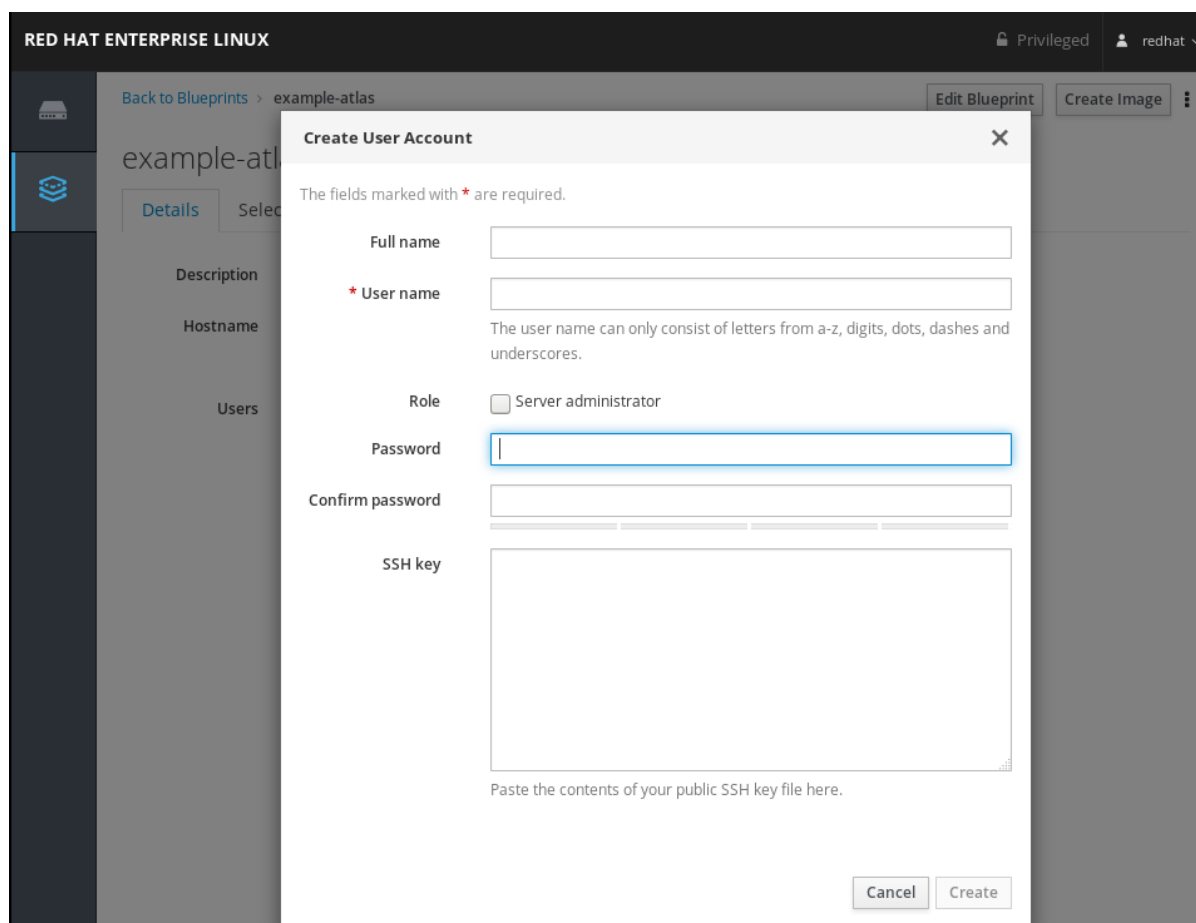 RED HAT ENTERPRISE LINUX
Privileged
redhat
Back to Blueprints › example-atlas
Edit Blueprint
Create Image
Create User Account
example-atl
The fields marked with * are required.
Details
Selec
Full name
Description
* User name
Hostname
The user name can only consist of letters from a-z, digits, dots, dashes and
underscores.
Role
Server administrator
Users
Password
Confirm password
SSH key
Paste the contents of your public SSH key file here.
Cancel
Create